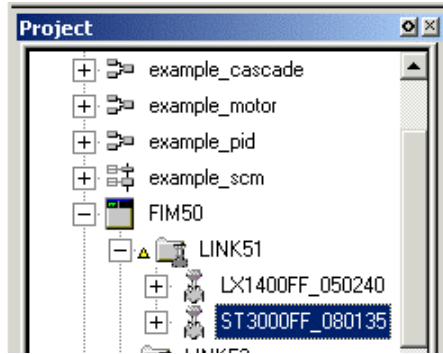 Project
example_cascade
example_motor
example_pid
example_scm
FIM50
LINK51
LX1400FF_050240
ST3000FF_080135